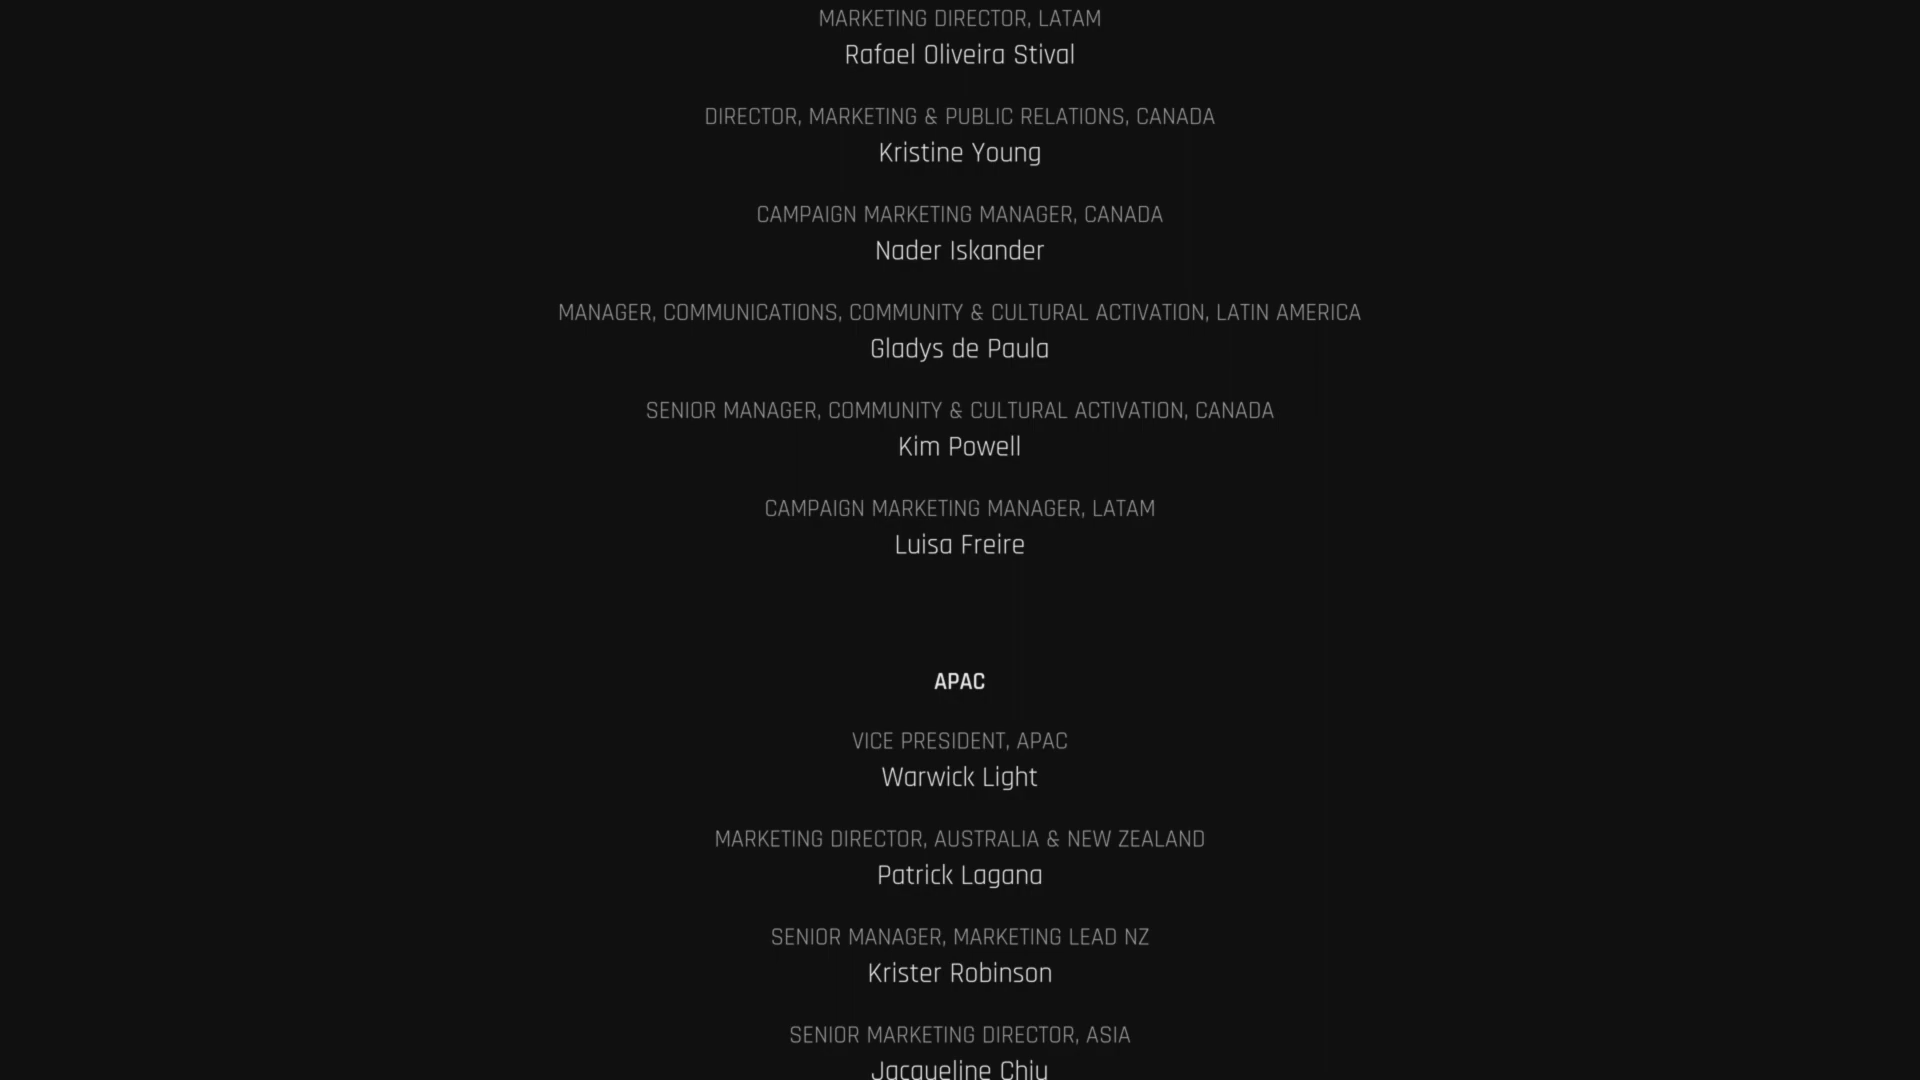 MARKETING DIRECTOR, LATAM
Rafael Oliveira Stival
DIRECTOR, MARKETING & PUBLIC RELATIONS, CANADA
Kristine Young
CAMPAIGN MARKETING MANAGER, CANADA
Nader Iskander
MANAGER, COMMUNICATIONS, COMMUNITY & CULTURAL ACTIVATION, LATIN AMERICA
Gladys de Paula
SENIOR MANAGER, COMMUNITY & CULTURAL ACTIVATION, CANADA
Kim Powell
CAMPAIGN MARKETING MANAGER, LATAM
Luisa Freire
APAC
VICE PRESIDENT, APAC
Warwick Light
MARKETING DIRECTOR, AUSTRALIA & NEW ZEALAND
Patrick Lagana
SENIOR MANAGER, MARKETING LEAD NZ
Krister Robinson
SENIOR MARKETING DIRECTOR, ASIA
Jacqueline Chiu